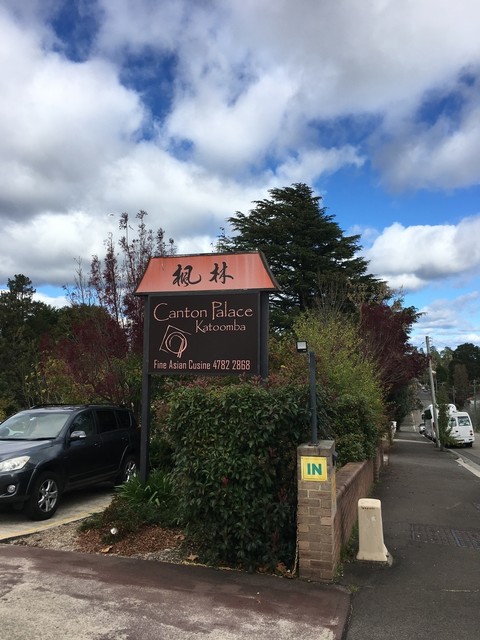 枫林
Canton Palace
Katoomba
Fine Asian Cusine 4782 2868
IN